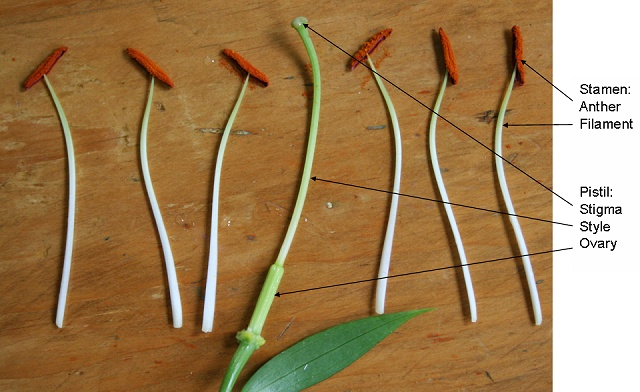 Stamen:
Anther
Filament
Pistil:
Stigma
Style
Ovary